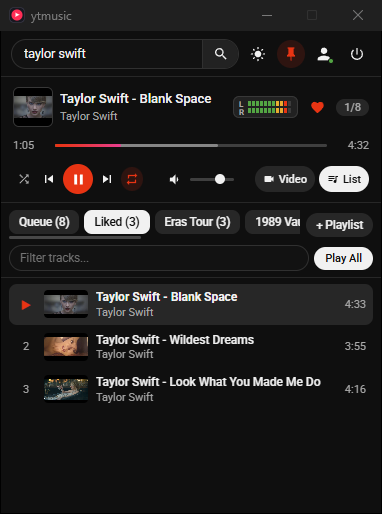 ytmusic
taylor swift
Taylor Swift - Blank Space
Taylor Swift
L
R
1/8
1:05
4:32
Video
List
Queue (8)
Liked (3)
Eras Tour (3)
1989 Vau
+ Playlist
Filter tracks...
Play All
Taylor Swift - Blank Space
Taylor Swift
4:33
2
Taylor Swift - Wildest Dreams
Taylor Swift
3:55
3
Taylor Swift - Look What You Made Me Do
Taylor Swift
4:16